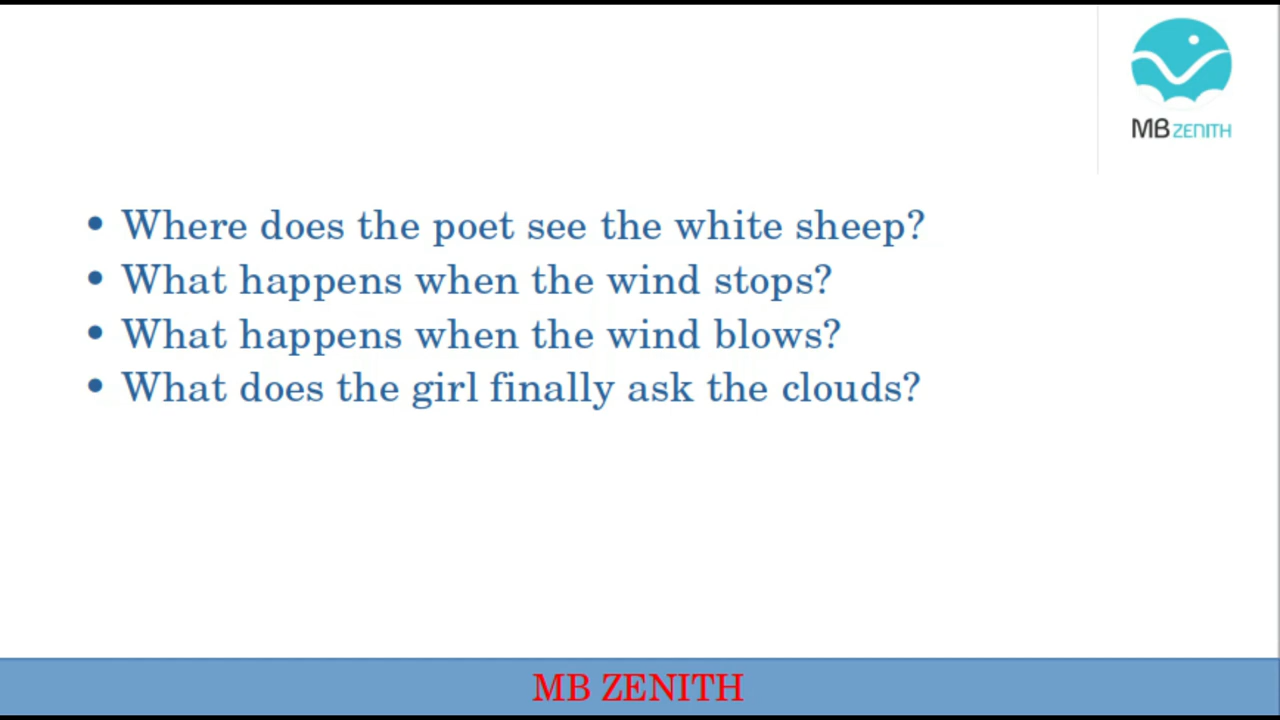 MB ZENITH
• Where does the poet see the white sheep?
• What happens when the wind stops?
• What happens when the wind blows?
• What does the girl finally ask the clouds?
MB ZENITH